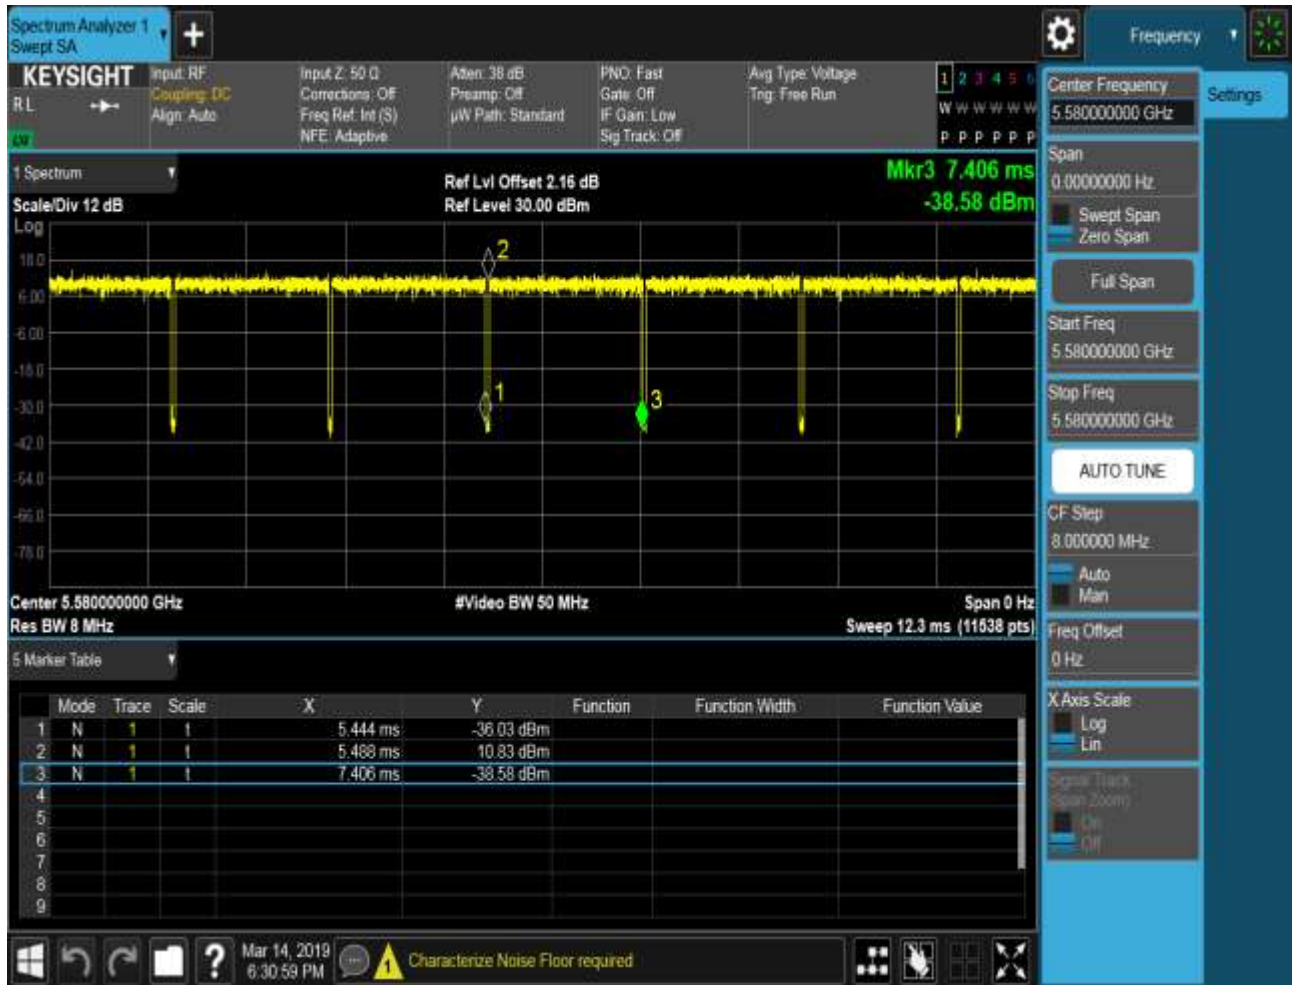 Spectrum Analyzer 1
Swept SA
Frequency
KEYSIGHT
RL
Input: RF
Coupling: DC
Align: Auto
Input Z: 50 Ω
Corrections: Off
Freq Ref: Int (S)
NFE: Adaptive
Atten: 38 dB
Preamp: Off
µW Path: Standard
PNO: Fast
Gate: Off
IF Gain: Low
Sig Track: Off
Avg Type: Voltage
Trig: Free Run
1 2 3 4 5 6
W W W W W W
P P P P P P
1 Spectrum
Scale/Div 12 dB
Ref Lvl Offset 2.16 dB
Ref Level 30.00 dBm
Mkr3 7.406 ms
-38.58 dBm
Log
18.0
6.00
-6.00
-18.0
-30.0
-42.0
-54.0
-66.0
-78.0
2
1
3
Center 5.580000000 GHz
#Video BW 50 MHz
Span 0 Hz
Res BW 8 MHz
Sweep 12.3 ms (11538 pts)
5 Marker Table
Mode Trace Scale X Y Function Function Width Function Value
1 N 1 t 5.444 ms -36.03 dBm
2 N 1 t 5.488 ms 10.83 dBm
3 N 1 t 7.406 ms -38.58 dBm
4
5
6
7
8
9
Mar 14, 2019
6:30:59 PM
1
Characterize Noise Floor required
Center Frequency
5.580000000 GHz
Settings
Span
0.00000000 Hz
Swept Span
Zero Span
Full Span
Start Freq
5.580000000 GHz
Stop Freq
5.580000000 GHz
AUTO TUNE
CF Step
8.000000 MHz
Auto
Man
Freq Offset
0 Hz
X Axis Scale
Log
Lin
Signal Track
(Span Zoom)
On
Off